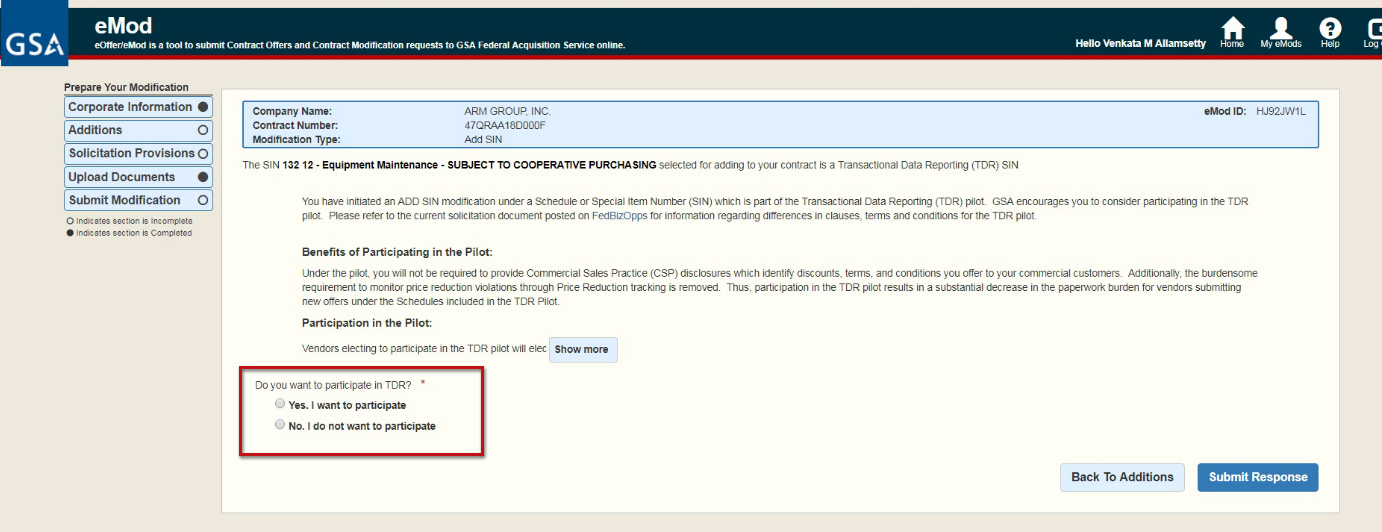 GSA
eMod
eOffer/eMod is a tool to submit Contract Offers and Contract Modification requests to GSA Federal Acquisition Service online.
Hello Venkata M Allamsetty
Home
My eMods
Help
Log
Prepare Your Modification
Corporate Information
Additions
Solicitation Provisions
Upload Documents
Submit Modification
Indicates section is Incomplete
Indicates section is Completed
Company Name: ARM GROUP, INC. eMod ID: HJ92JW1L
Contract Number: 47QRAA18D000F
Modification Type: Add SIN
The SIN 132 12 - Equipment Maintenance - SUBJECT TO COOPERATIVE PURCHASING selected for adding to your contract is a Transactional Data Reporting (TDR) SIN
You have initiated an ADD SIN modification under a Schedule or Special Item Number (SIN) which is part of the Transactional Data Reporting (TDR) pilot. GSA encourages you to consider participating in the TDR
pilot. Please refer to the current solicitation document posted on FedBizOpps for information regarding differences in clauses, terms and conditions for the TDR pilot.
Benefits of Participating in the Pilot:
Under the pilot, you will not be required to provide Commercial Sales Practice (CSP) disclosures which identify discounts, terms, and conditions you offer to your commercial customers. Additionally, the burdensome
requirement to monitor price reduction violations through Price Reduction tracking is removed. Thus, participation in the TDR pilot results in a substantial decrease in the paperwork burden for vendors submitting
new offers under the Schedules included in the TDR Pilot.
Participation in the Pilot:
Vendors electing to participate in the TDR pilot will elec Show more
Do you want to participate in TDR? *
Yes. I want to participate
No. I do not want to participate
Back To Additions
Submit Response